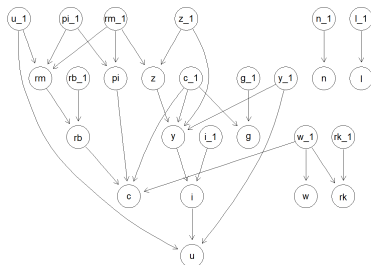 u_1 pi_1 rm_1 z_1 n_1 l_1
rm rb_1 pi z c_1 g_1 y_1 n l
rb y i_1 g w_1 rk_1
c i w rk
u